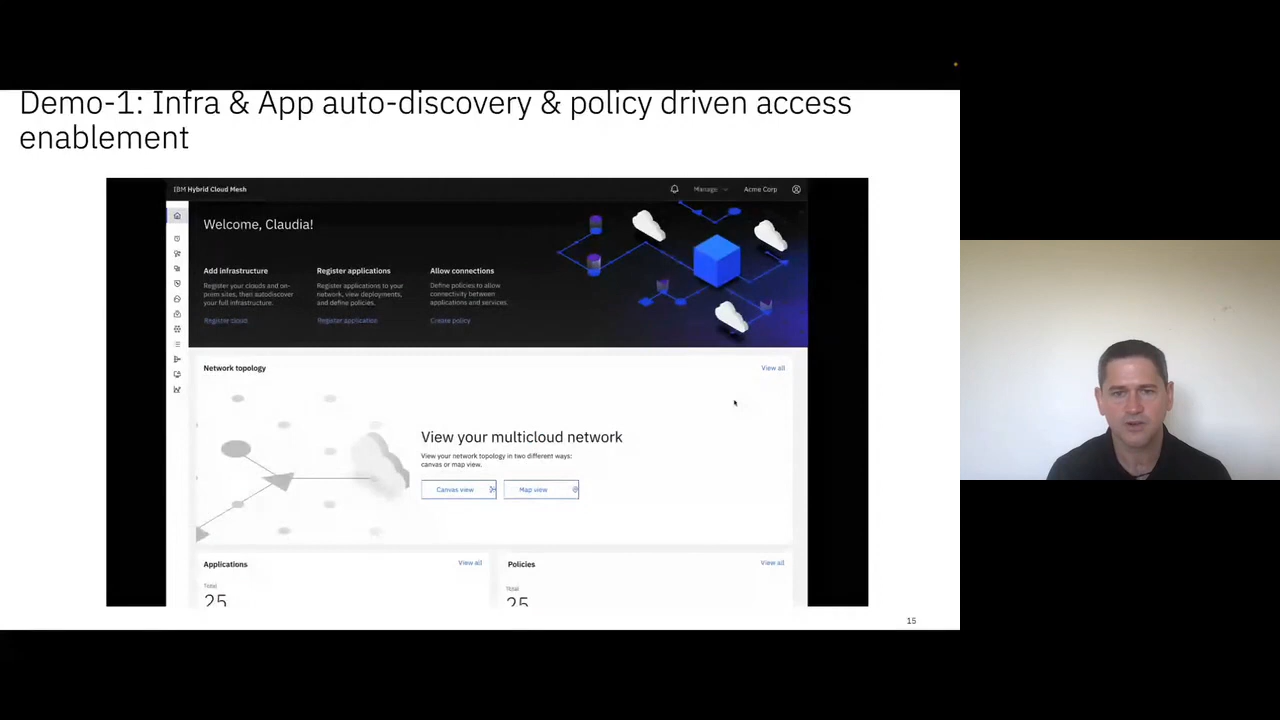 Demo-1: Infra & App auto-discovery & policy driven access
enablement
IBM Hybrid Cloud Mesh
Manage
Acme Corp
Welcome, Claudia!
Add infrastructure
Register your clouds and on-
prem sites, then autodiscover
your full infrastructure.
Register cloud
Register applications
Register applications to your
network, view deployments,
and define policies.
Register application
Allow connections
Define policies to allow
connectivity between
applications and services.
Create policy
Network topology
View all
View your multicloud network
View your network topology in two different ways:
canvas or map view.
Canvas view
Map view
Applications
View all
Total
25
Policies
View all
Total
25
15